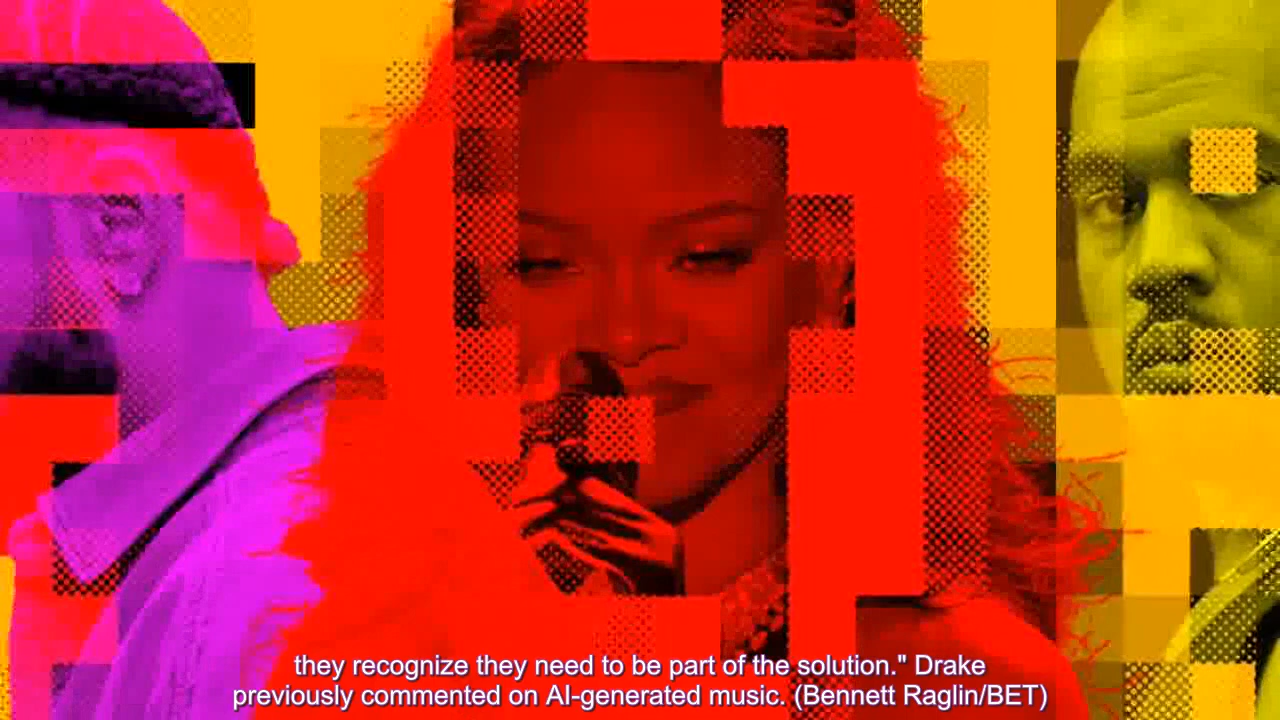 they recognize they need to be part of the solution." Drake
previously commented on AI-generated music. (Bennett Raglin/BET)